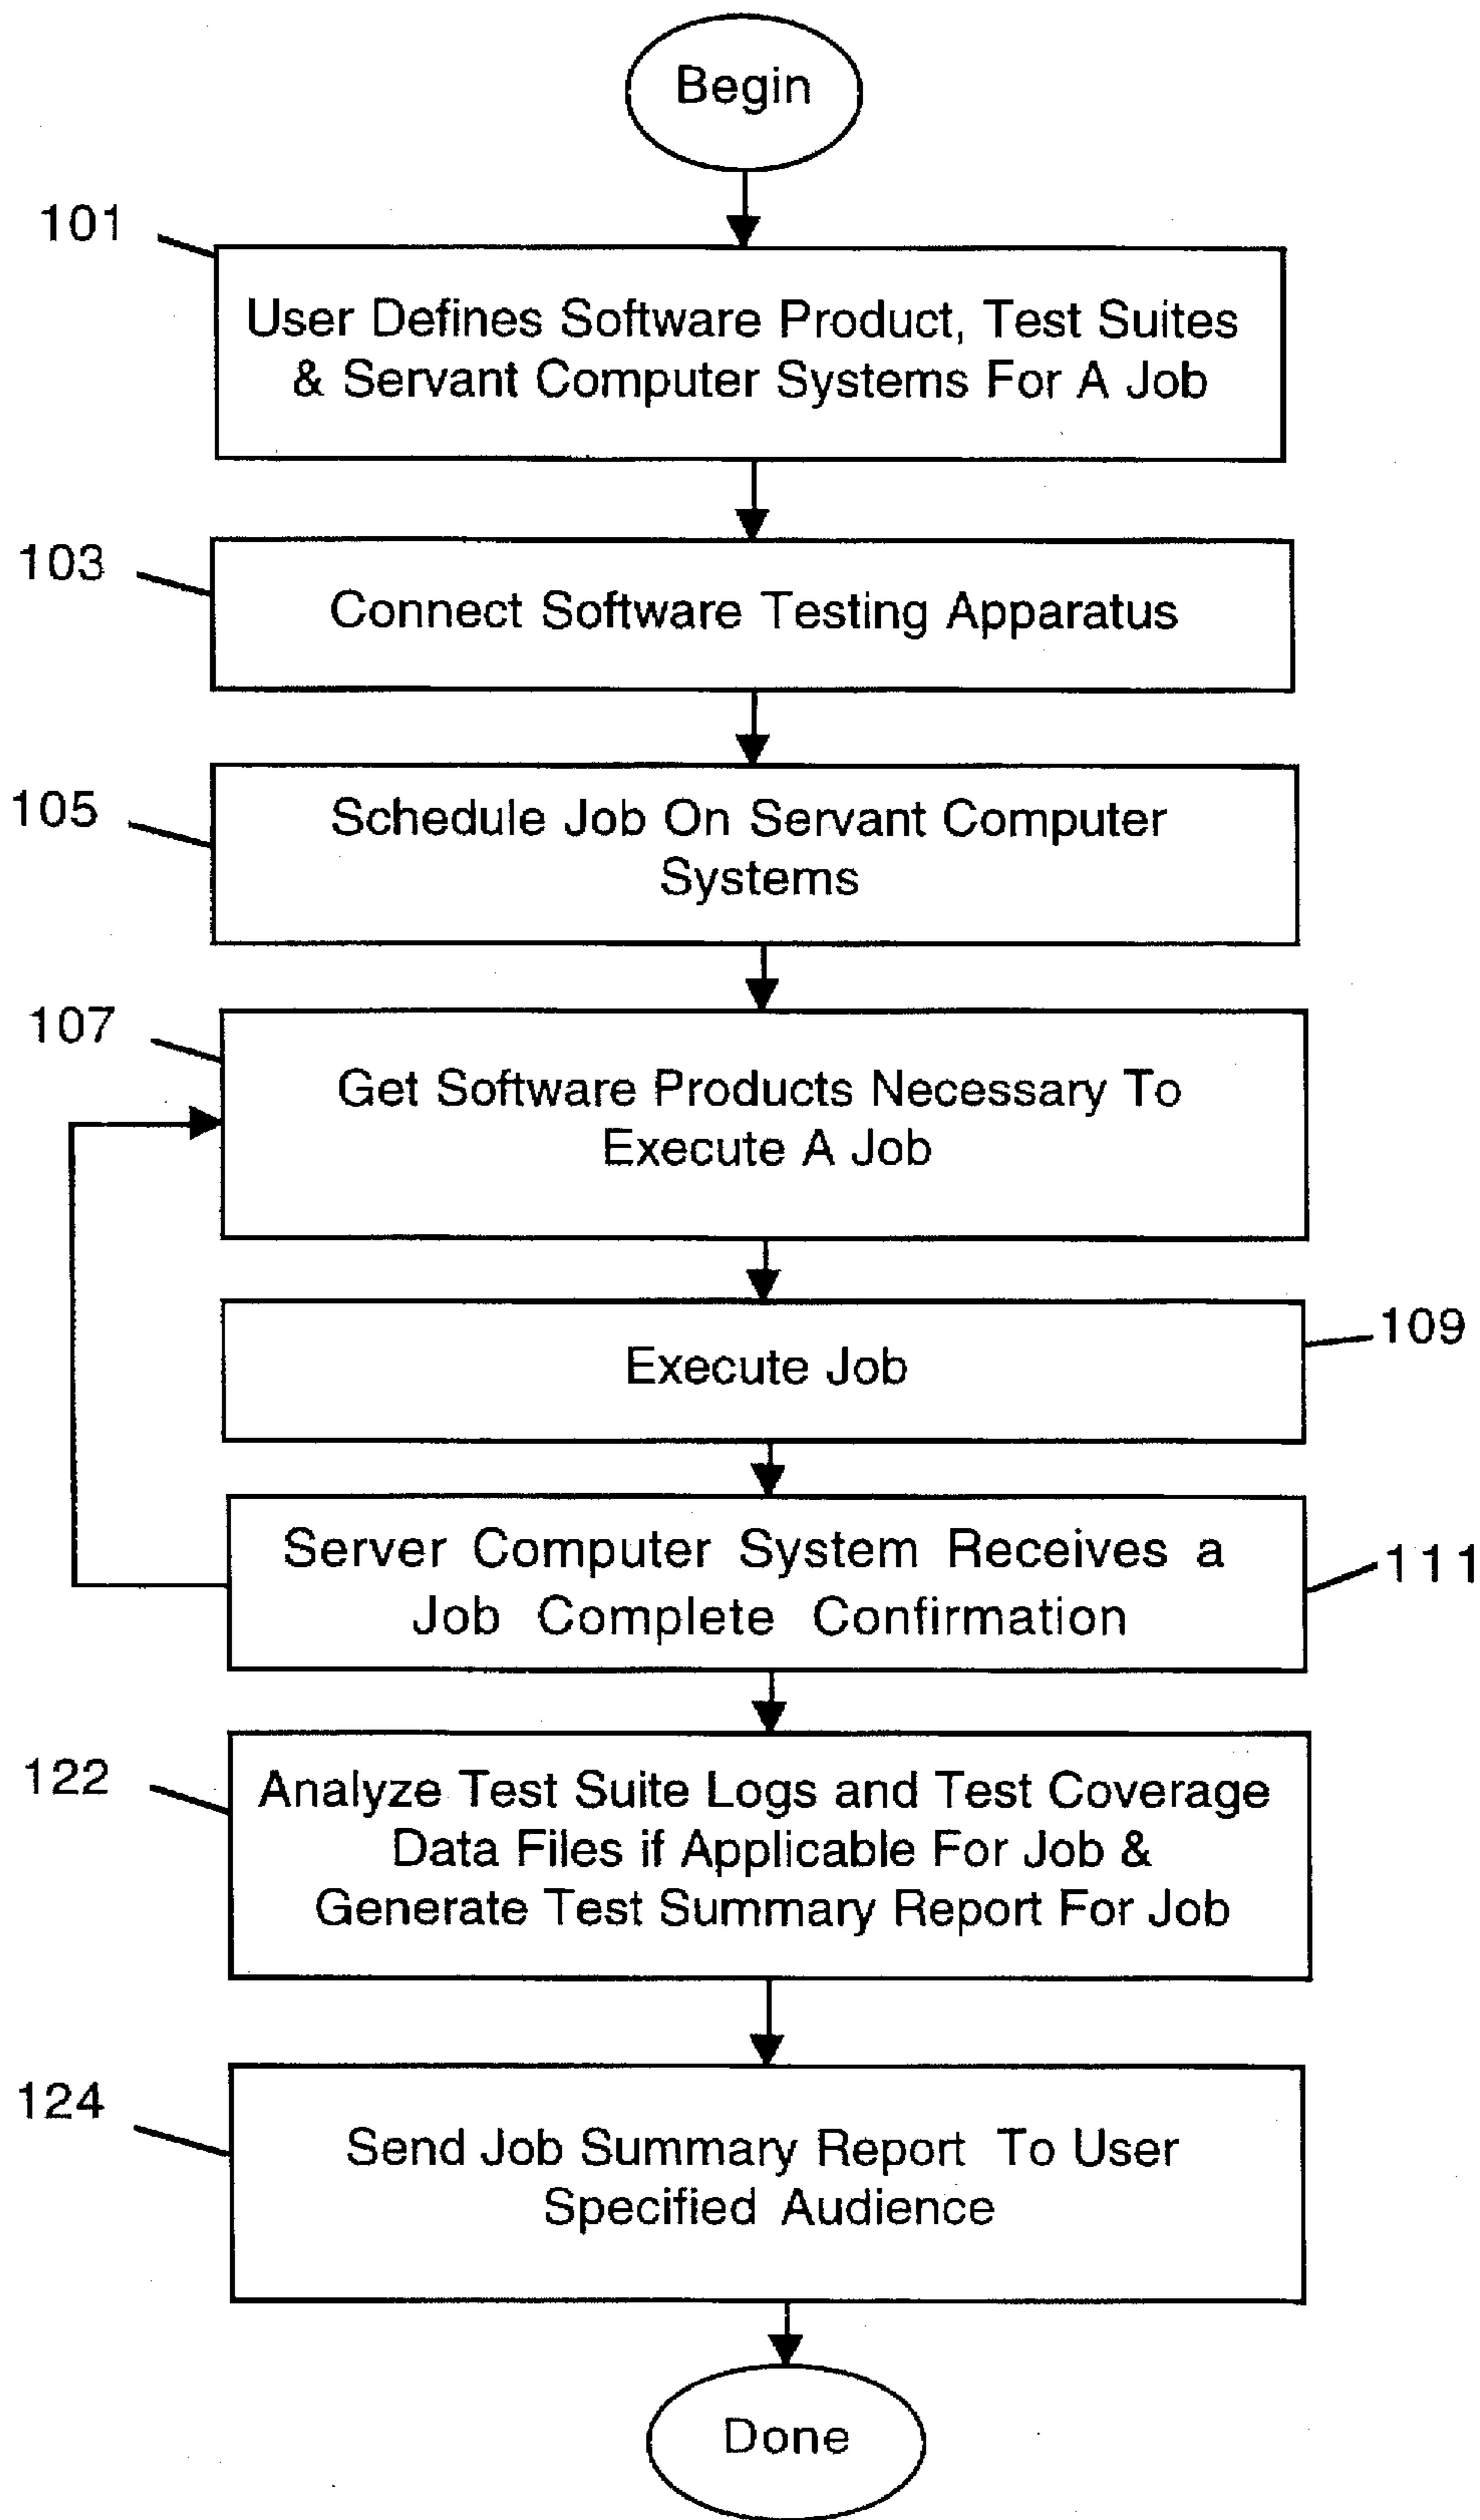 Begin
101
User Defines Software Product, Test Suites
& Servant Computer Systems For A Job
103
Connect Software Testing Apparatus
105
Schedule Job On Servant Computer
Systems
107
Get Software Products Necessary To
Execute A Job
109
Execute Job
Server Computer System Receives a
111
Job Complete Confirmation
122
Analyze Test Suite Logs and Test Coverage
Data Files if Applicable For Job &
Generate Test Summary Report For Job
124
Send Job Summary Report To User
Specified Audience
Done